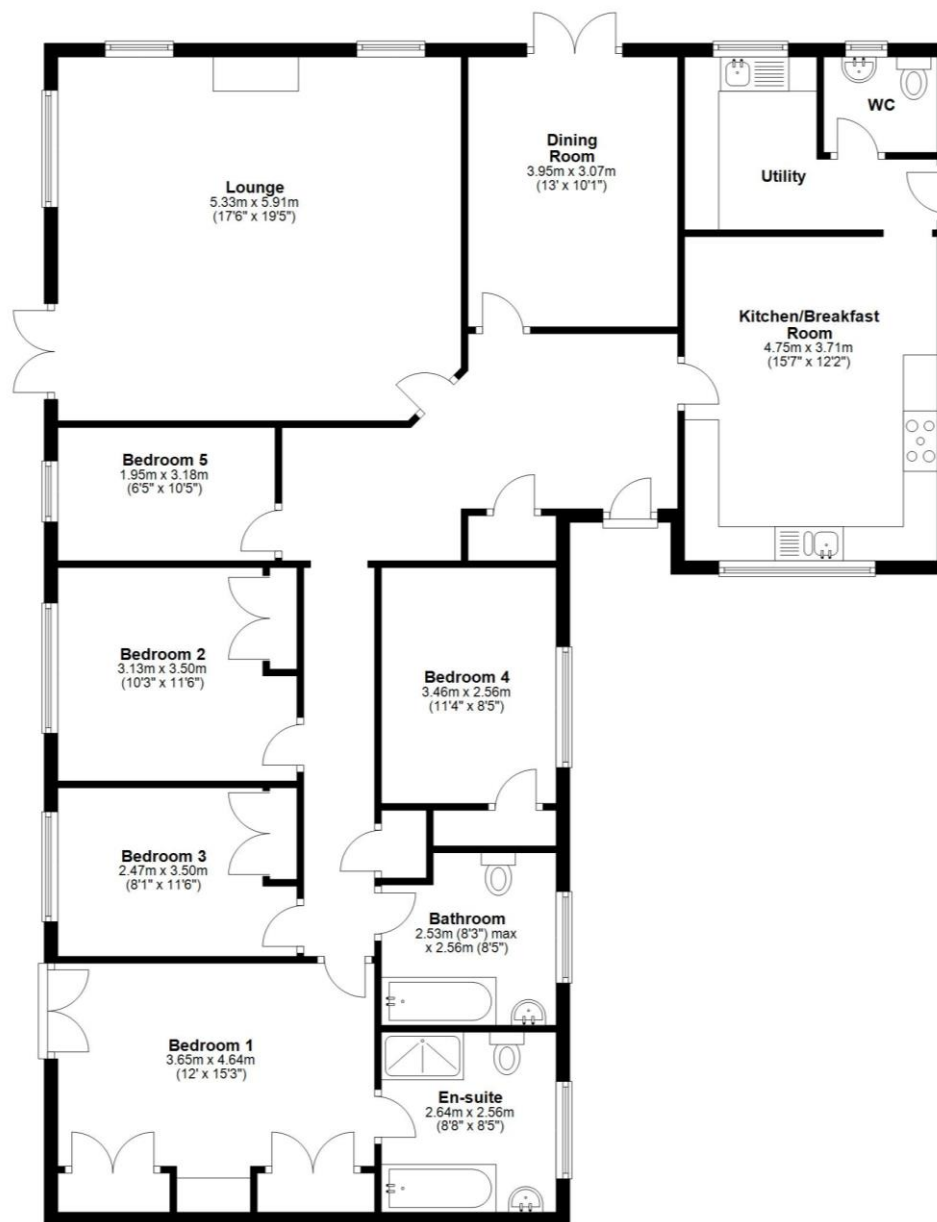 Lounge
5.33m x 5.91m
(17'6" x 19'5")
Dining
Room
3.95m x 3.07m
(13' x 10'1")
WC
Utility
Kitchen/Breakfast
Room
4.75m x 3.71m
(15'7" x 12'2")
Bedroom 5
1.95m x 3.18m
(6'5" x 10'5")
Bedroom 2
3.13m x 3.50m
(10'3" x 11'6")
Bedroom 4
3.46m x 2.56m
(11'4" x 8'5")
Bedroom 3
2.47m x 3.50m
(8'1" x 11'6")
Bathroom
2.53m (8'3") max
x 2.56m (8'5")
Bedroom 1
3.65m x 4.64m
(12' x 15'3")
En-suite
2.64m x 2.56m
(8'8" x 8'5")